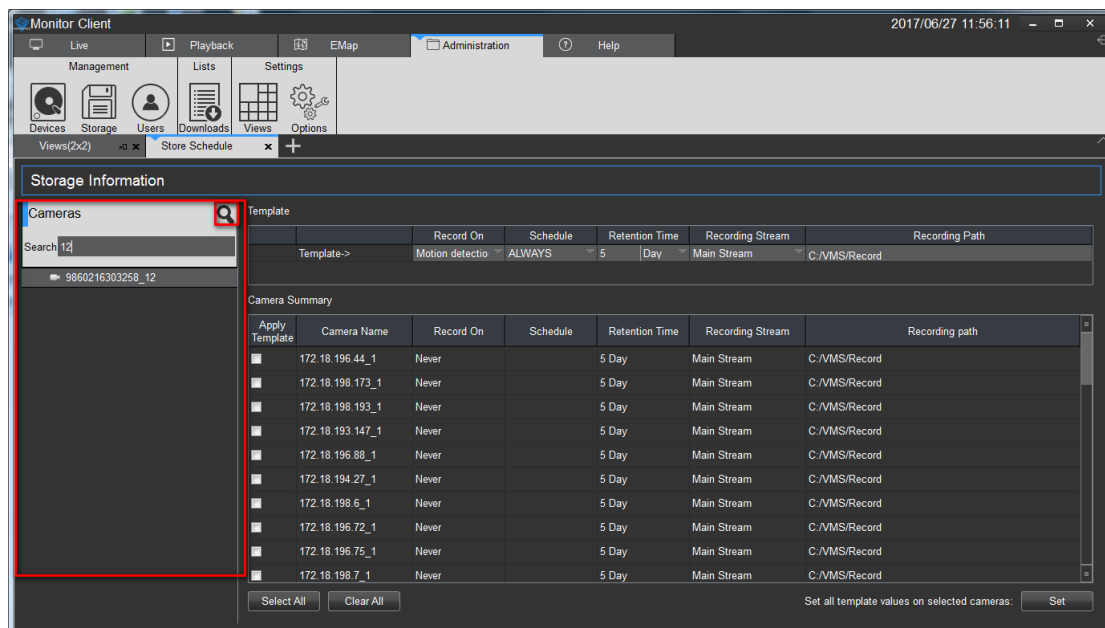 Monitor Client 2017/06/27 11:56:11
Live Playback EMap Administration Help
Management Lists Settings
Devices Storage Users Downloads Views Options
Views(2x2) Store Schedule
Storage Information
Cameras
Search 12
9860216303258_12
Template
Record On Schedule Retention Time Recording Stream Recording Path
Template-> Motion detectio ALWAYS 5 Day Main Stream C:/VMS/Record
Camera Summary
Apply Template Camera Name Record On Schedule Retention Time Recording Stream Recording path
172.18.196.44_1 Never 5 Day Main Stream C:/VMS/Record
172.18.198.173_1 Never 5 Day Main Stream C:/VMS/Record
172.18.198.193_1 Never 5 Day Main Stream C:/VMS/Record
172.18.193.147_1 Never 5 Day Main Stream C:/VMS/Record
172.18.196.88_1 Never 5 Day Main Stream C:/VMS/Record
172.18.194.27_1 Never 5 Day Main Stream C:/VMS/Record
172.18.198.6_1 Never 5 Day Main Stream C:/VMS/Record
172.18.196.72_1 Never 5 Day Main Stream C:/VMS/Record
172.18.196.75_1 Never 5 Day Main Stream C:/VMS/Record
172.18.198.7_1 Never 5 Day Main Stream C:/VMS/Record
Select All Clear All Set all template values on selected cameras: Set